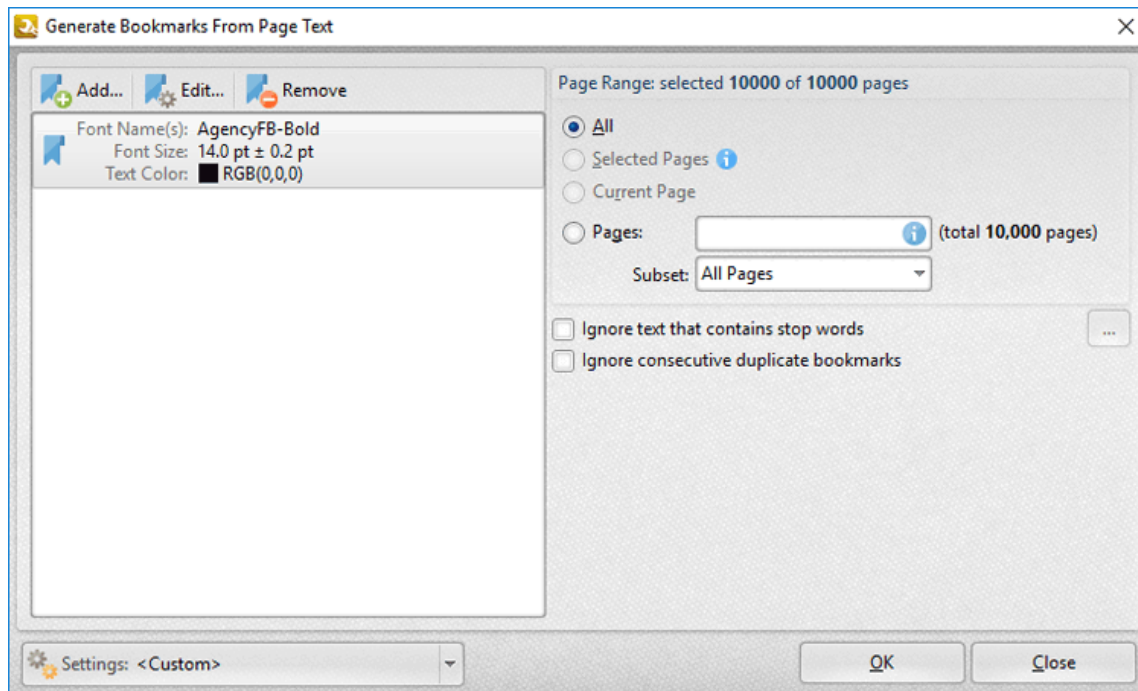 Generate Bookmarks From Page Text
Add... Edit... Remove
Font Name(s): AgencyFB-Bold
Font Size: 14.0 pt ± 0.2 pt
Text Color: RGB(0,0,0)
Page Range: selected 10000 of 10000 pages
All
Selected Pages
Current Page
Pages: (total 10,000 pages)
Subset: All Pages
Ignore text that contains stop words
...
Ignore consecutive duplicate bookmarks
Settings: <Custom>
OK
Close